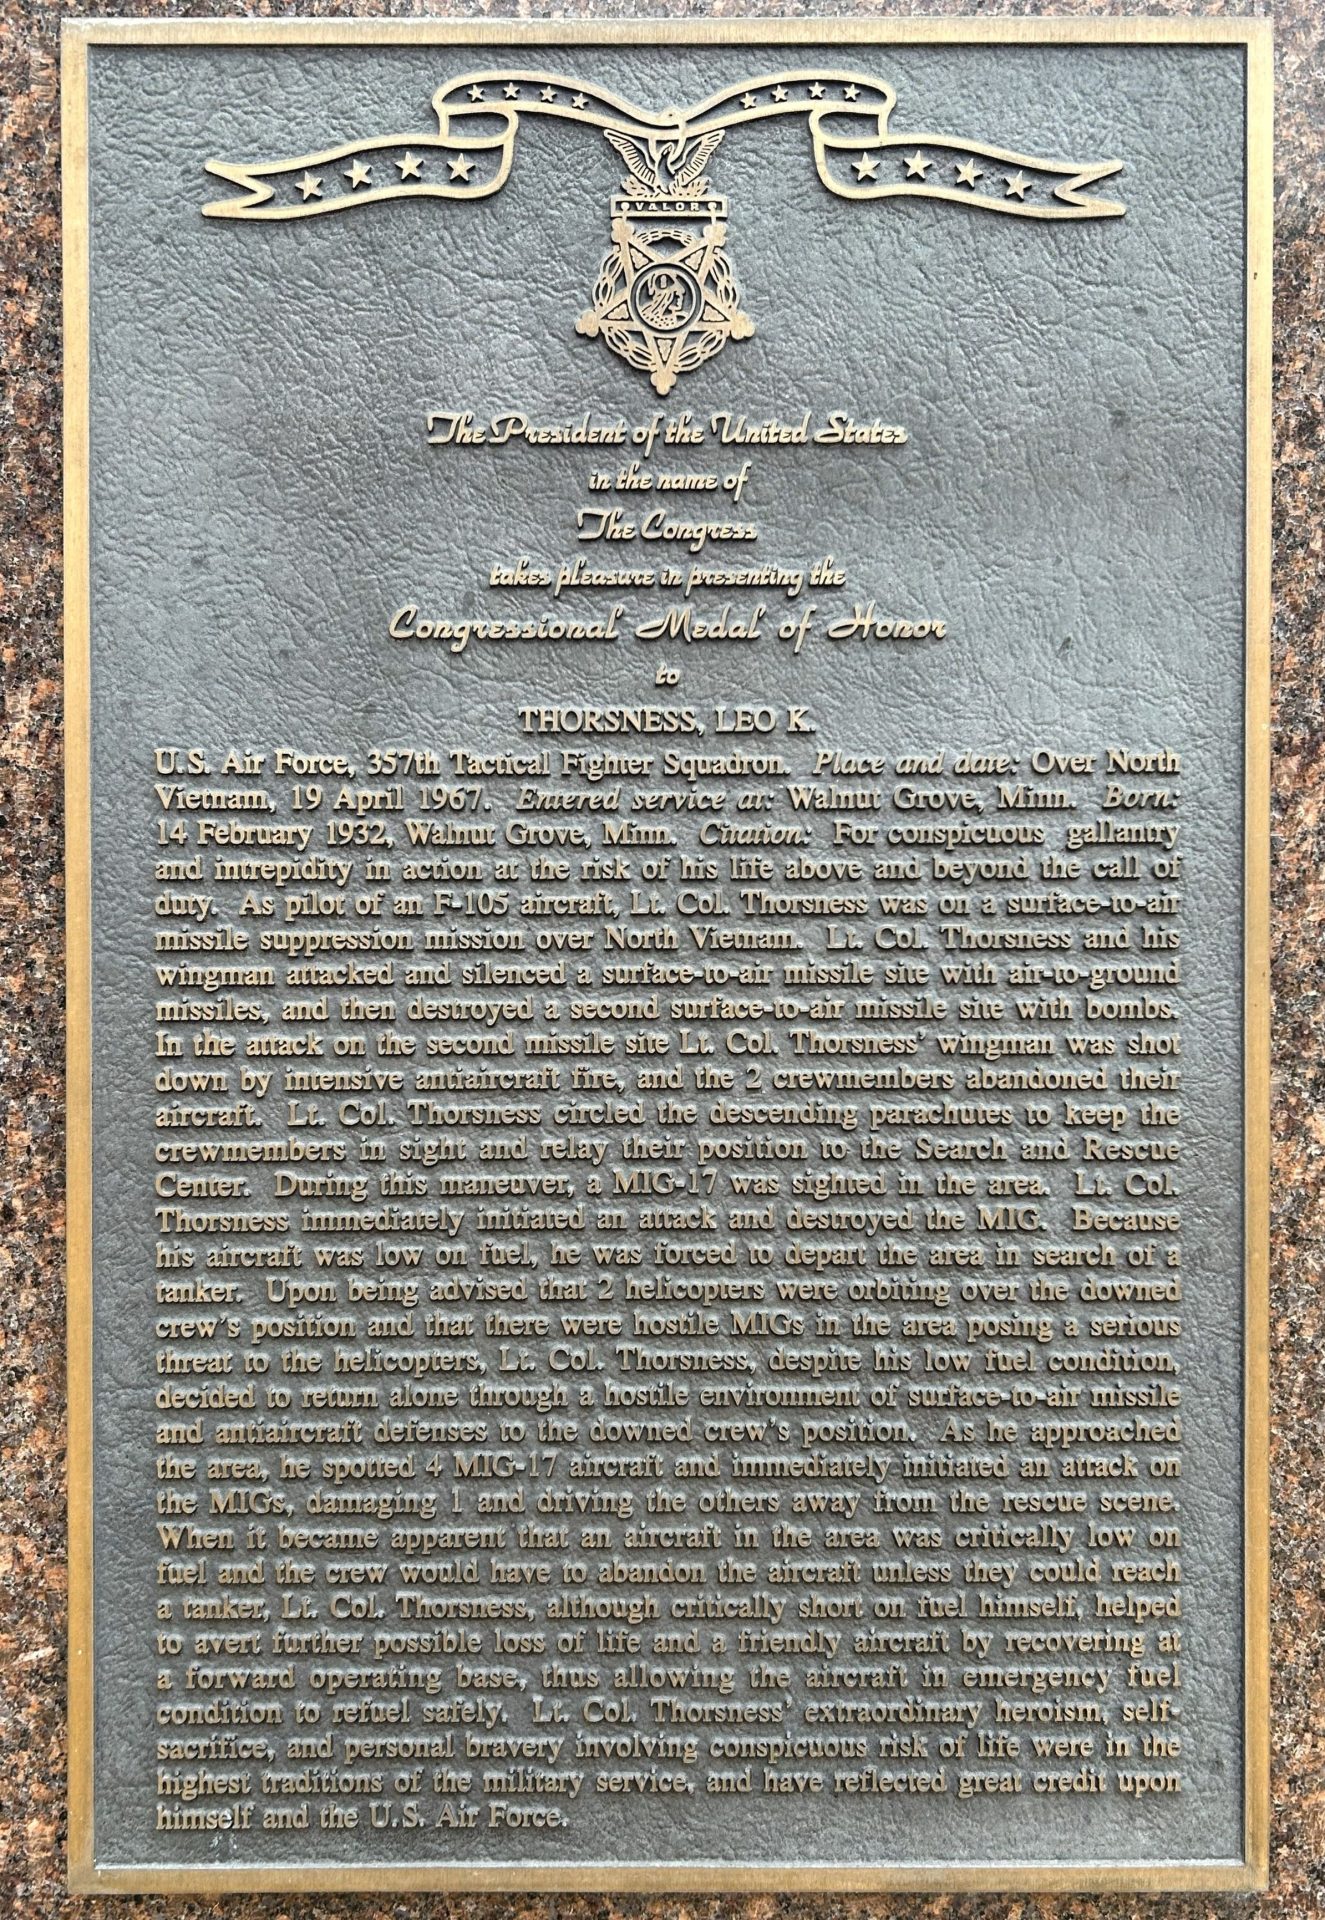 VALOR
The President of the United States
in the name of
The Congress
takes pleasure in presenting the
Congressional Medal of Honor
to
THORSNESS, LEO K.
U.S. Air Force, 357th Tactical Fighter Squadron. Place and date: Over North
Vietnam, 19 April 1967. Entered service at: Walnut Grove, Minn. Born:
14 February 1932, Walnut Grove, Minn. Citation: For conspicuous gallantry
and intrepidity in action at the risk of his life above and beyond the call of
duty. As pilot of an F-105 aircraft, Lt. Col. Thorsness was on a surface-to-air
missile suppression mission over North Vietnam. Lt. Col. Thorsness and his
wingman attacked and silenced a surface-to-air missile site with air-to-ground
missiles, and then destroyed a second surface-to-air missile site with bombs.
In the attack on the second missile site Lt. Col. Thorsness' wingman was shot
down by intensive antiaircraft fire, and the 2 crewmembers abandoned their
aircraft. Lt. Col. Thorsness circled the descending parachutes to keep the
crewmembers in sight and relay their position to the Search and Rescue
Center. During this maneuver, a MIG-17 was sighted in the area. Lt. Col.
Thorsness immediately initiated an attack and destroyed the MIG. Because
his aircraft was low on fuel, he was forced to depart the area in search of a
tanker. Upon being advised that 2 helicopters were orbiting over the downed
crew's position and that there were hostile MIGs in the area posing a serious
threat to the helicopters, Lt. Col. Thorsness, despite his low fuel condition,
decided to return alone through a hostile environment of surface-to-air missile
and antiaircraft defenses to the downed crew's position. As he approached
the area, he spotted 4 MIG-17 aircraft and immediately initiated an attack on
the MIGs, damaging 1 and driving the others away from the rescue scene.
When it became apparent that an aircraft in the area was critically low on
fuel and the crew would have to abandon the aircraft unless they could reach
a tanker, Lt. Col. Thorsness, although critically short on fuel himself, helped
to avert further possible loss of life and a friendly aircraft by recovering at
a forward operating base, thus allowing the aircraft in emergency fuel
condition to refuel safely. Lt. Col. Thorsness' extraordinary heroism, self-
sacrifice, and personal bravery involving conspicuous risk of life were in the
highest traditions of the military service, and have reflected great credit upon
himself and the U.S. Air Force.